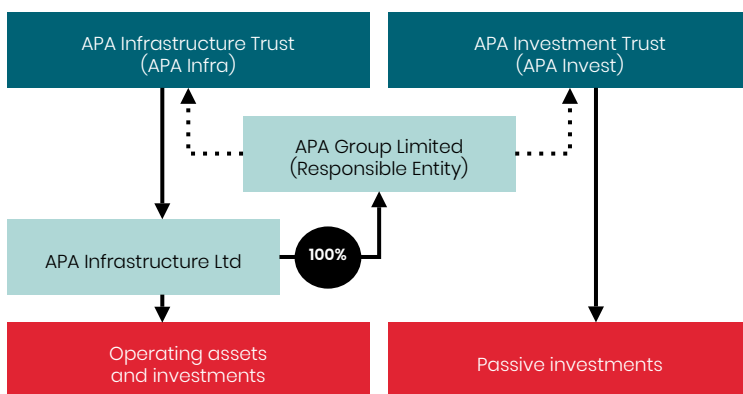 APA Infrastructure Trust
(APA Infra)
APA Investment Trust
(APA Invest)
APA Group Limited
(Responsible Entity)
APA Infrastructure Ltd
100%
Operating assets
and investments
Passive investments